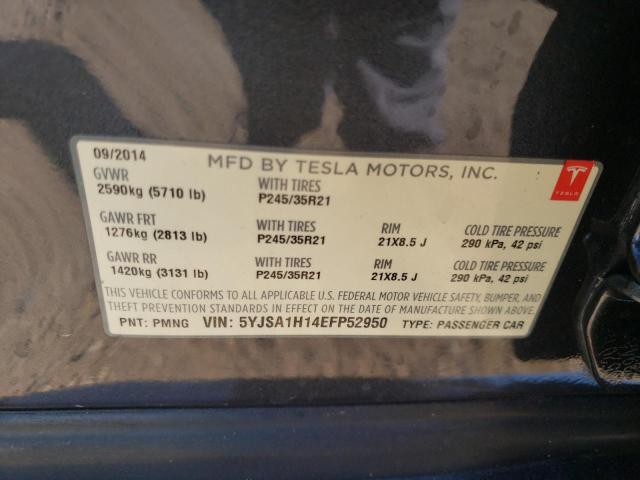 09/2014 MFD BY TESLA MOTORS, INC.
TESLA
GVWR WITH TIRES
2590kg (5710 lb) P245/35R21
GAWR FRT WITH TIRES RIM COLD TIRE PRESSURE
1276kg (2813 lb) P245/35R21 21X8.5 J 290 kPa, 42 psi
GAWR RR WITH TIRES RIM COLD TIRE PRESSURE
1420kg (3131 lb) P245/35R21 21X8.5 J 290 kPa, 42 psi
THIS VEHICLE CONFORMS TO ALL APPLICABLE U.S. FEDERAL MOTOR VEHICLE SAFETY, BUMPER, AND
THEFT PREVENTION STANDARDS IN EFFECT ON THE DATE OF MANUFACTURE SHOWN ABOVE.
PNT: PMNG VIN: 5YJSA1H14EFP52950 TYPE: PASSENGER CAR